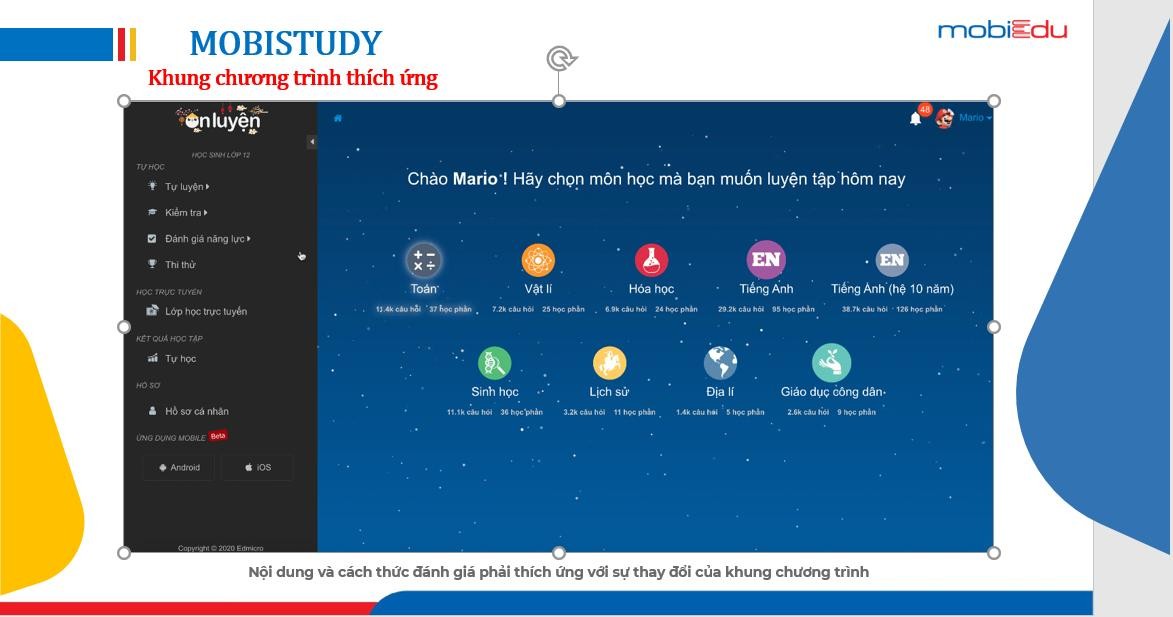 MOBISTUDY
mobiEdu
Khung chương trình thích ứng
Ônluyện
48
Mario
HỌC SINH LỚP 12
TỰ HỌC
Tự luyện
Kiểm tra
Đánh giá năng lực
Thi thử
HỌC TRỰC TUYẾN
Lớp học trực tuyến
KẾT QUẢ HỌC TẬP
Tự học
HỒ SƠ
Hồ sơ cá nhân
ỨNG DỤNG MOBILE Beta
Android iOS
Copyright © 2020 Edmicro
Chào Mario ! Hãy chọn môn học mà bạn muốn luyện tập hôm nay
EN EN
Toán Vật lí Hóa học Tiếng Anh Tiếng Anh (hệ 10 năm)
11.4k câu hỏi 37 học phần 7.2k câu hỏi 25 học phần 6.9k câu hỏi 24 học phần 29.2k câu hỏi 95 học phần 38.7k câu hỏi 126 học phần
Sinh học Lịch sử Địa lí Giáo dục công dân
11.1k câu hỏi 36 học phần 3.2k câu hỏi 11 học phần 1.4k câu hỏi 5 học phần 2.6k câu hỏi 9 học phần
Nội dung và cách thức đánh giá phải thích ứng với sự thay đổi của khung chương trình